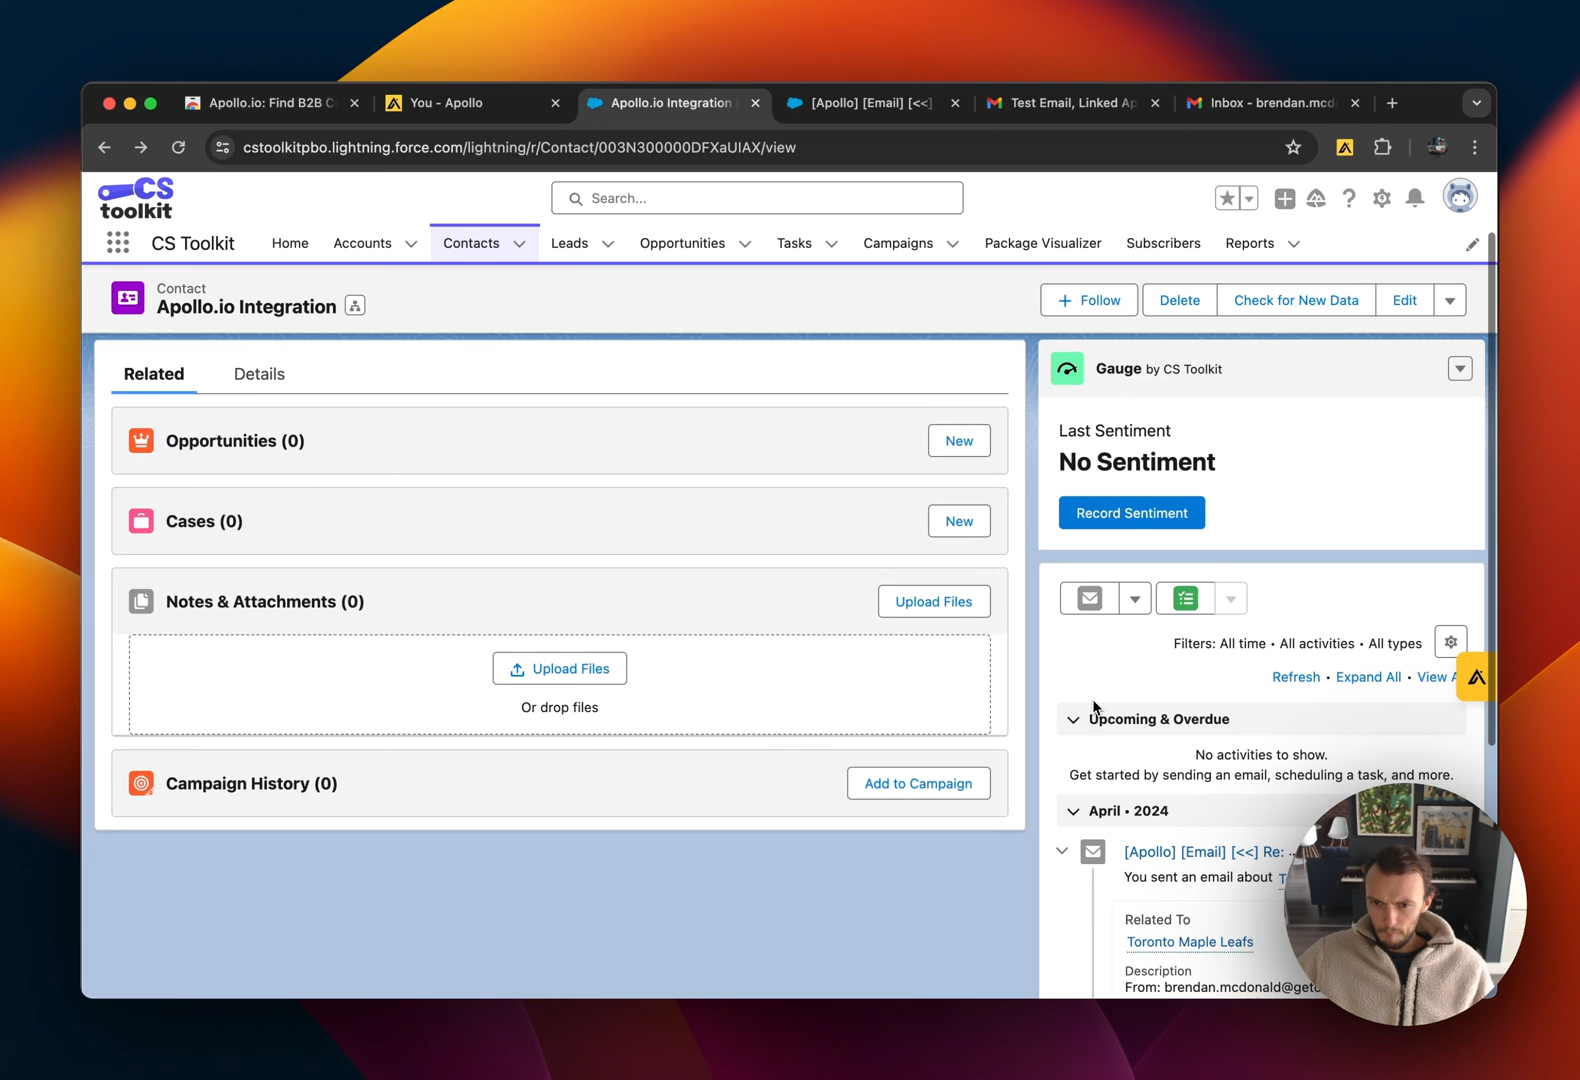 Apollo.io: Find B2B C
You - Apollo
Apollo.io Integration
[Apollo] [Email] [<<]
Test Email, Linked Ap
Inbox - brendan.mcd
cstoolkitpbo.lightning.force.com/lightning/r/Contact/003N300000DFXaUIAX/view
CS
toolkit
Search...
CS Toolkit
Home
Accounts
Contacts
Leads
Opportunities
Tasks
Campaigns
Package Visualizer
Subscribers
Reports
Contact
Apollo.io Integration
+ Follow
Delete
Check for New Data
Edit
Related
Details
Opportunities (0)
New
Cases (0)
New
Notes & Attachments (0)
Upload Files
Upload Files
Or drop files
Campaign History (0)
Add to Campaign
Gauge by CS Toolkit
Last Sentiment
No Sentiment
Record Sentiment
Filters: All time • All activities • All types
Refresh • Expand All • View A
Upcoming & Overdue
No activities to show.
Get started by sending an email, scheduling a task, and more.
April • 2024
[Apollo] [Email] [<<] Re: ..
You sent an email about T
Related To
Toronto Maple Leafs
Description
From: brendan.mcdonald@getc